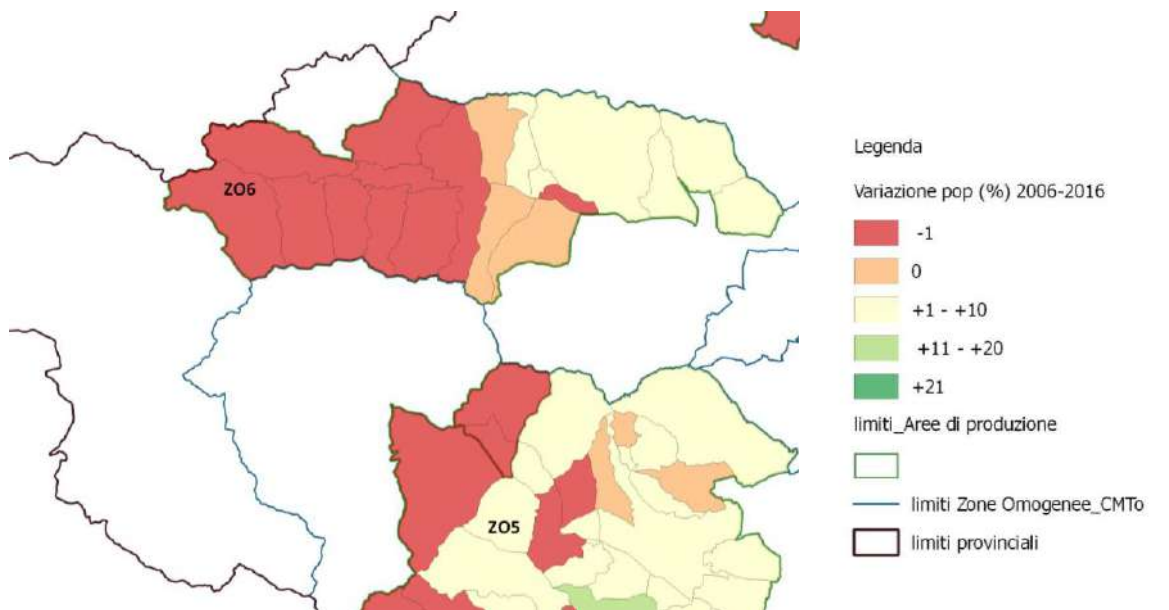 ZO6
ZO5
Legenda
Variazione pop (%) 2006-2016
-1
0
+1 - +10
+11 - +20
+21
limiti_Aree di produzione
limiti Zone Omogenee_CMTo
limiti provinciali